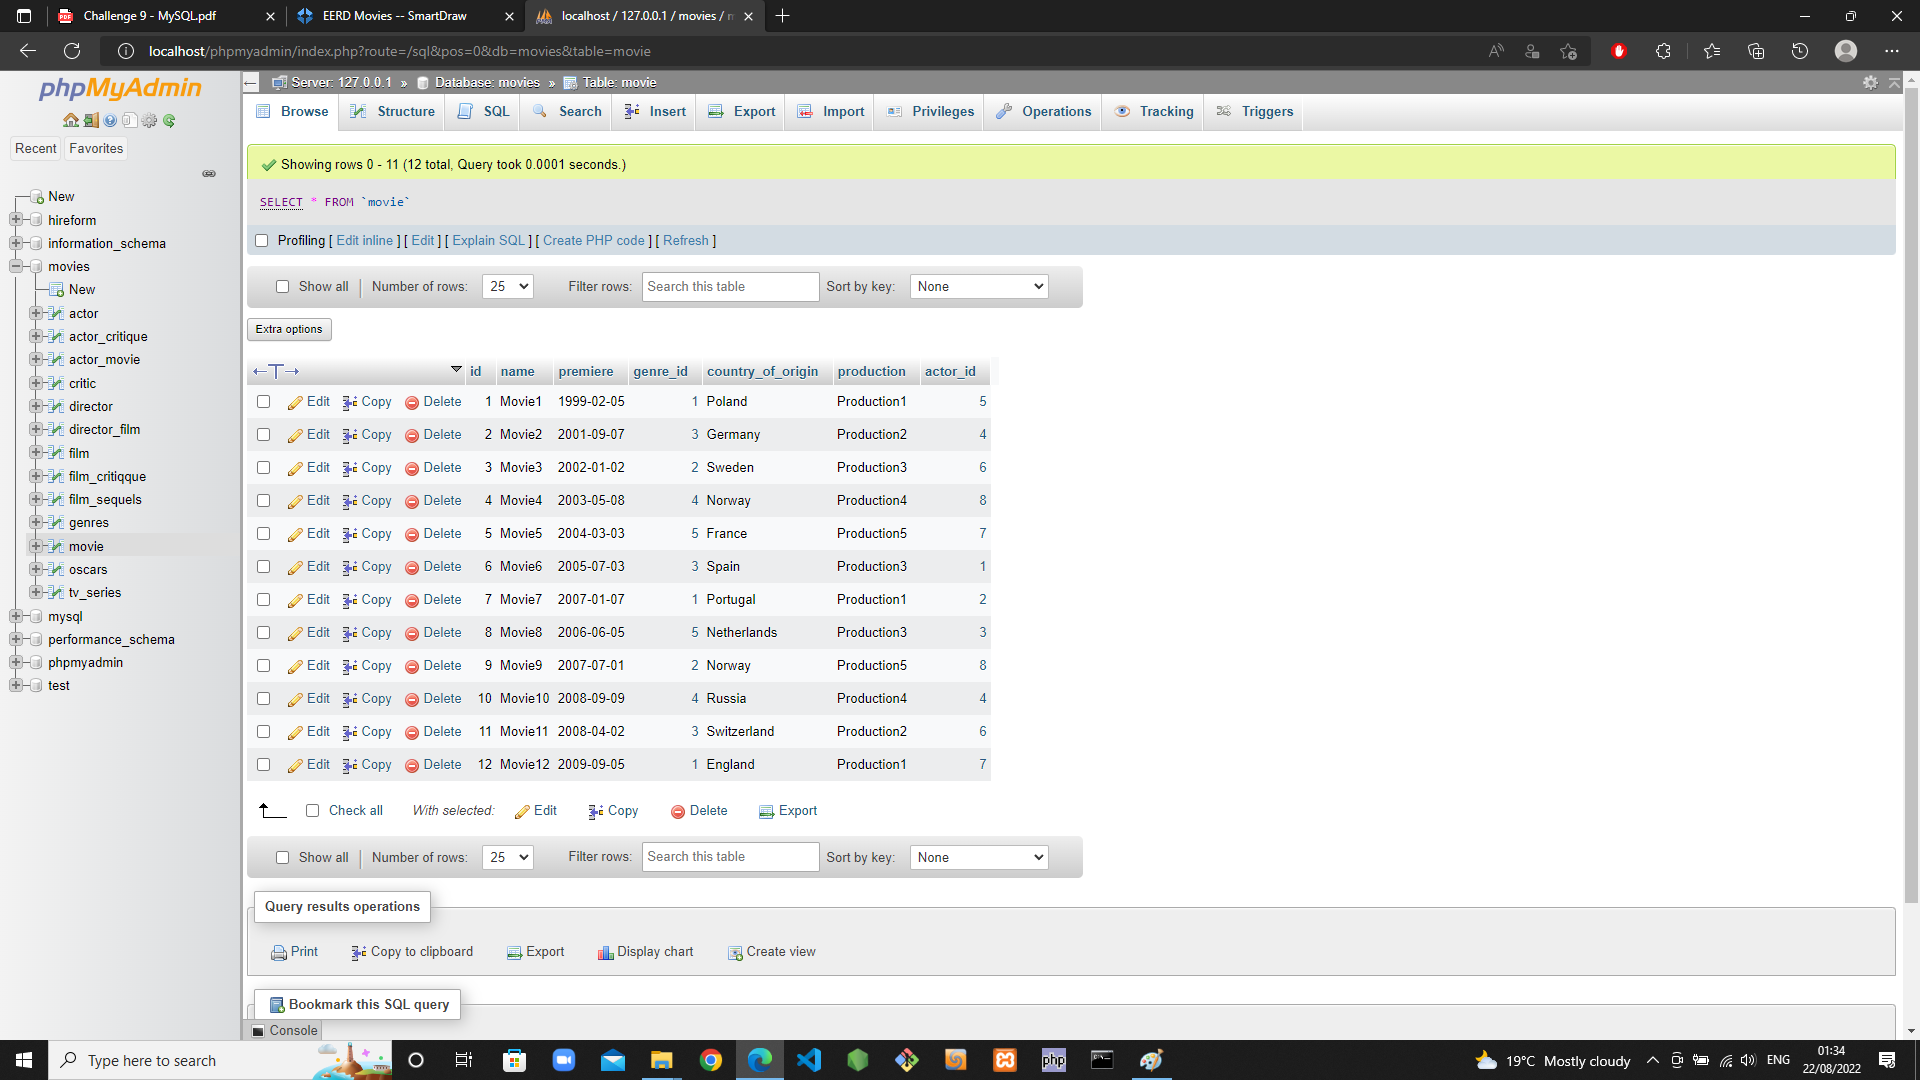 Challenge 9 - MySQL.pdf
EERD Movies -- SmartDraw
localhost / 127.0.0.1 / movies / m
localhost/phpmyadmin/index.php?route=/sql&pos=0&db=movies&table=movie
phpMyAdmin
Recent Favorites
New
hireform
information_schema
movies
New
actor
actor_critique
actor_movie
critic
director
director_film
film
film_critiqque
film_sequels
genres
movie
oscars
tv_series
mysql
performance_schema
phpmyadmin
test
Server: 127.0.0.1 » Database: movies » Table: movie
Browse Structure SQL Search Insert Export Import Privileges Operations Tracking Triggers
Showing rows 0 - 11 (12 total, Query took 0.0001 seconds.)
SELECT * FROM `movie`
Profiling [ Edit inline ] [ Edit ] [ Explain SQL ] [ Create PHP code ] [ Refresh ]
Show all Number of rows: 25 Filter rows: Search this table Sort by key: None
Extra options
id name premiere genre_id country_of_origin production actor_id
Edit Copy Delete 1 Movie1 1999-02-05 1 Poland Production1 5
Edit Copy Delete 2 Movie2 2001-09-07 3 Germany Production2 4
Edit Copy Delete 3 Movie3 2002-01-02 2 Sweden Production3 6
Edit Copy Delete 4 Movie4 2003-05-08 4 Norway Production4 8
Edit Copy Delete 5 Movie5 2004-03-03 5 France Production5 7
Edit Copy Delete 6 Movie6 2005-07-03 3 Spain Production3 1
Edit Copy Delete 7 Movie7 2007-01-07 1 Portugal Production1 2
Edit Copy Delete 8 Movie8 2006-06-05 5 Netherlands Production3 3
Edit Copy Delete 9 Movie9 2007-07-01 2 Norway Production5 8
Edit Copy Delete 10 Movie10 2008-09-09 4 Russia Production4 4
Edit Copy Delete 11 Movie11 2008-04-02 3 Switzerland Production2 6
Edit Copy Delete 12 Movie12 2009-09-05 1 England Production1 7
Check all With selected: Edit Copy Delete Export
Show all Number of rows: 25 Filter rows: Search this table Sort by key: None
Query results operations
Print Copy to clipboard Export Display chart Create view
Bookmark this SQL query
Console
Type here to search
php
19°C Mostly cloudy
ENG
01:34
22/08/2022